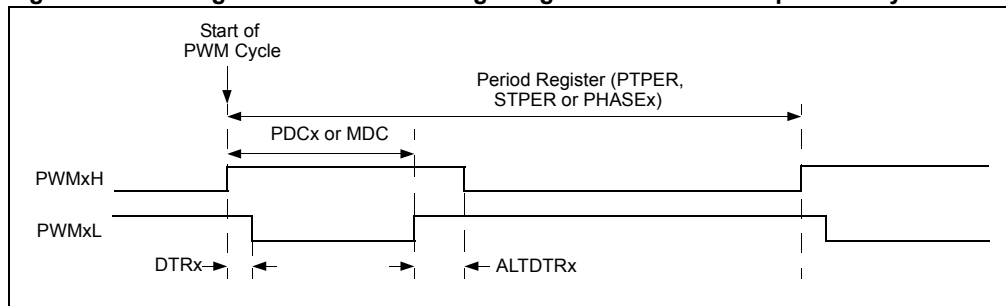 Start of
PWM Cycle
Period Register (PTPER,
STPER or PHASEx)
PDCx or MDC
PWMxH
PWMxL
DTRx
ALTDTRx